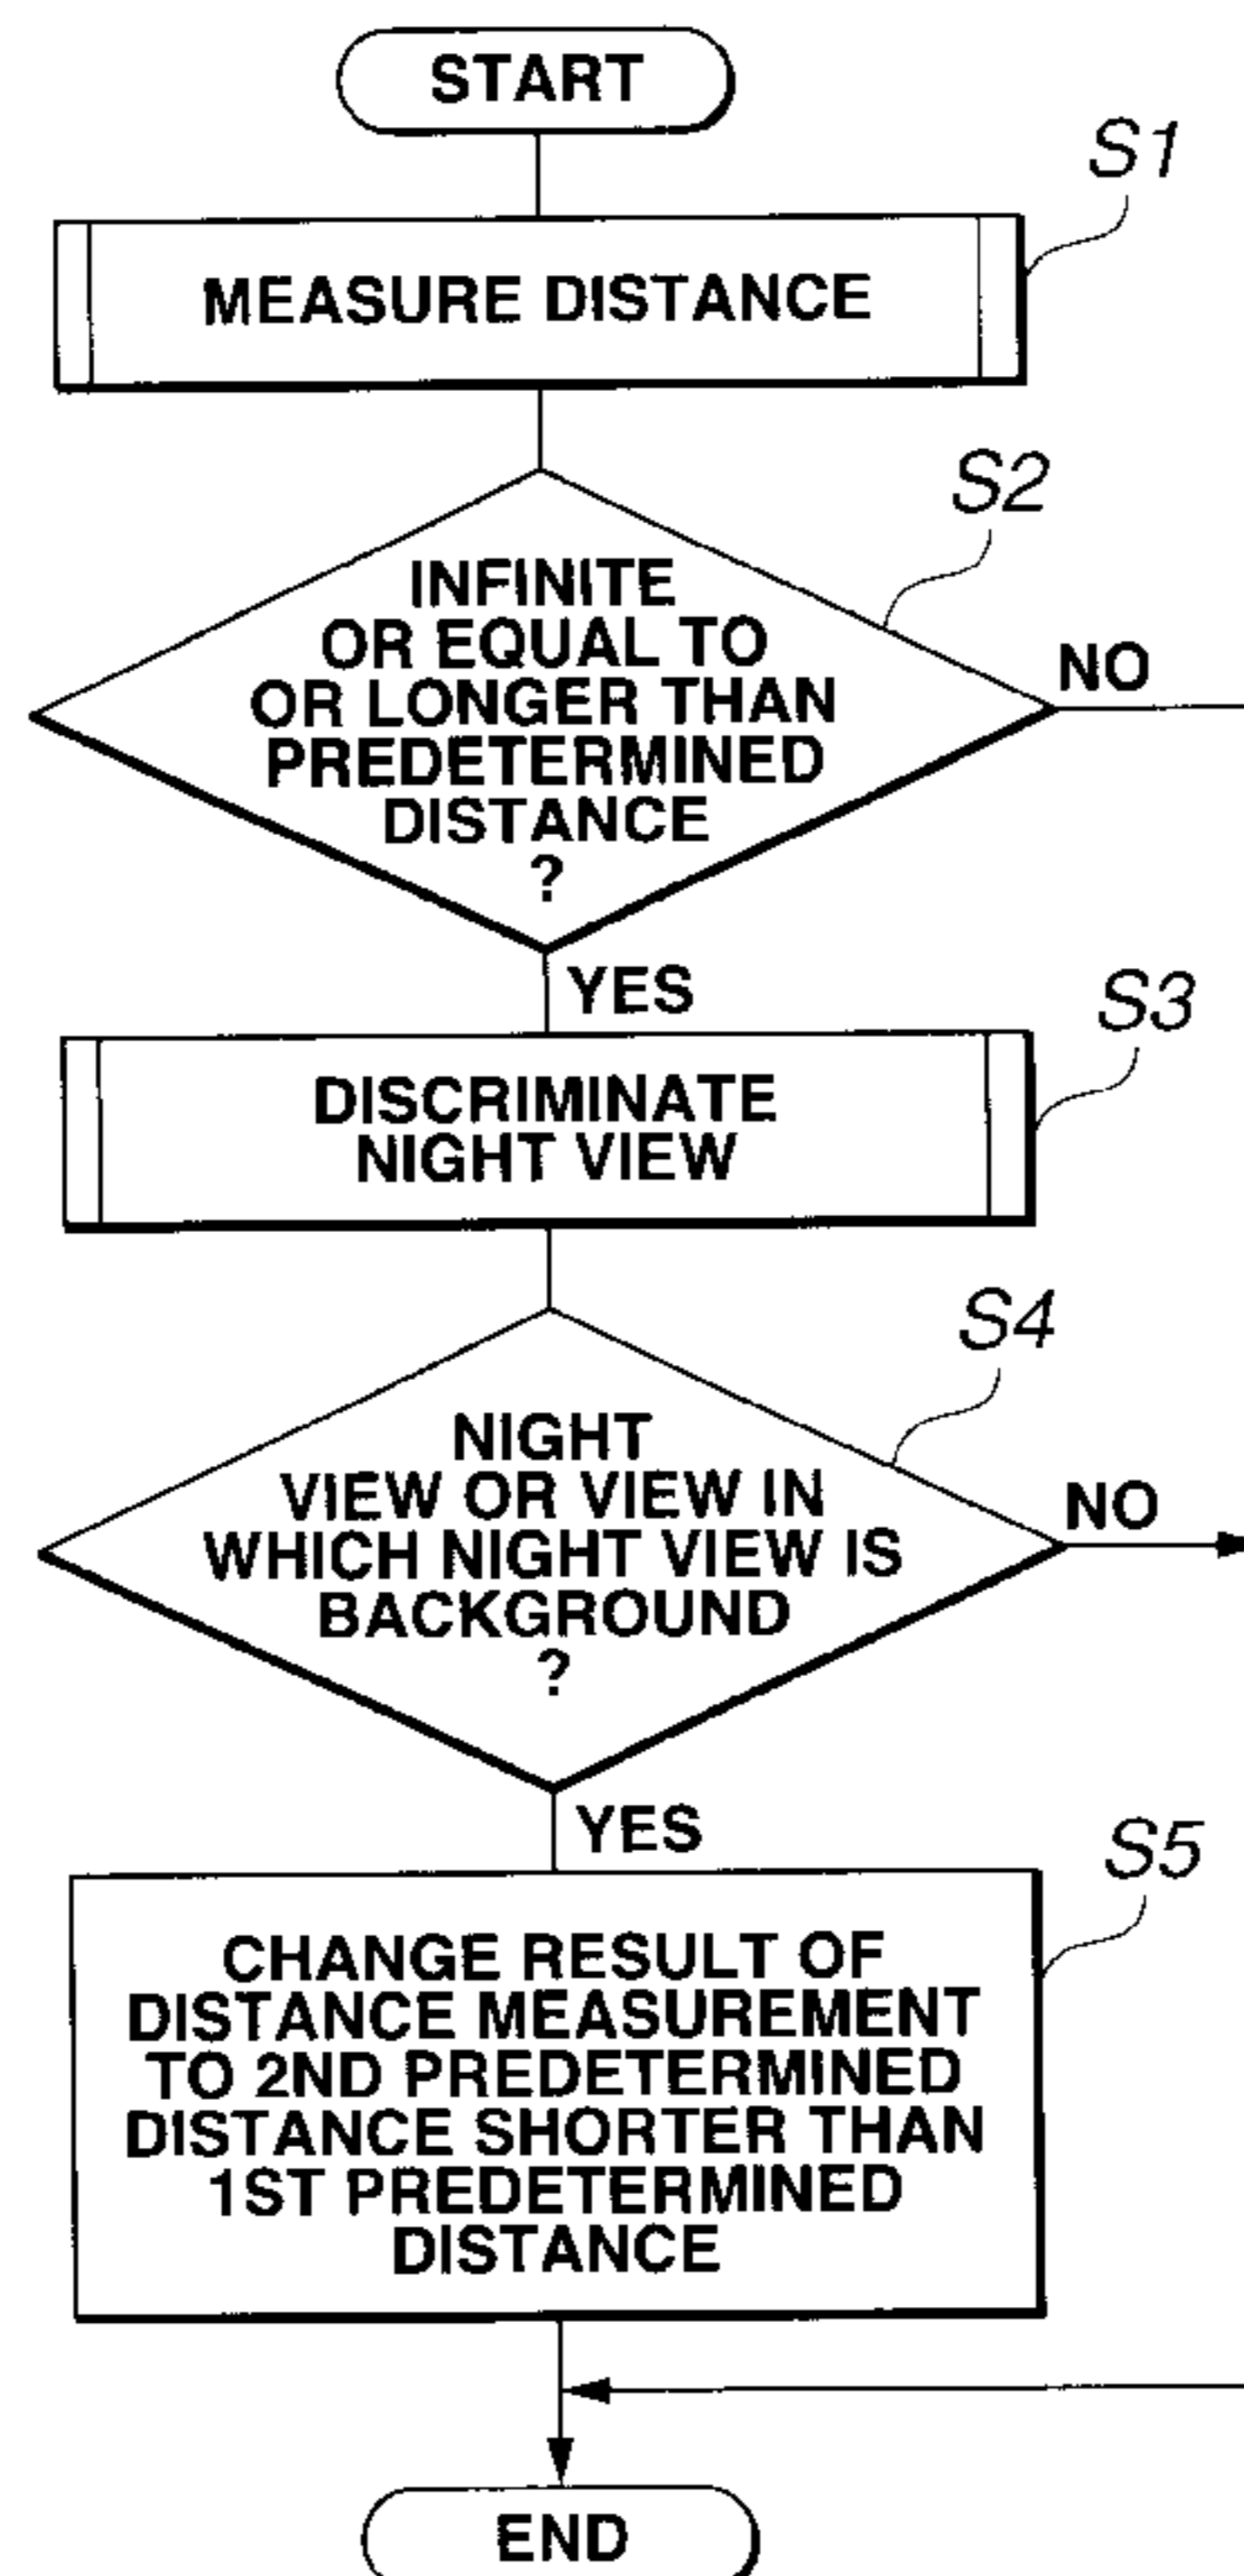 START
S1
MEASURE DISTANCE
S2
INFINITE
OR EQUAL TO
OR LONGER THAN
PREDETERMINED
DISTANCE
?
NO
YES
S3
DISCRIMINATE
NIGHT VIEW
S4
NIGHT
VIEW OR VIEW IN
WHICH NIGHT VIEW IS
BACKGROUND
?
NO
YES
S5
CHANGE RESULT OF
DISTANCE MEASUREMENT
TO 2ND PREDETERMINED
DISTANCE SHORTER THAN
1ST PREDETERMINED
DISTANCE
END